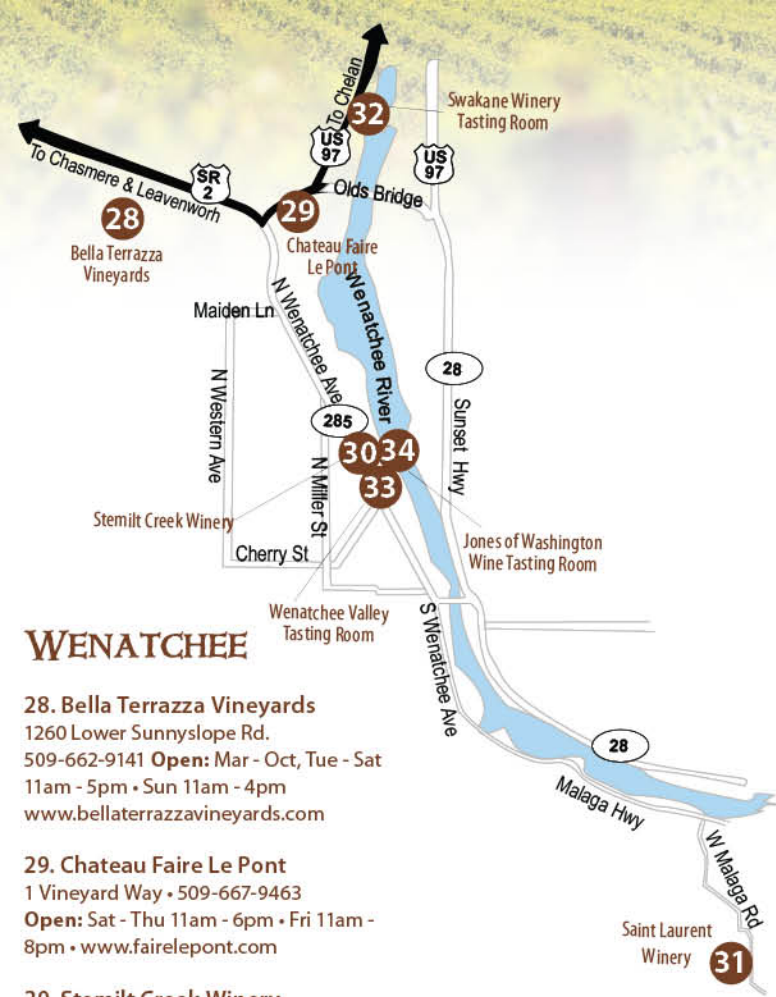 To Chelan
32
Swakane Winery
Tasting Room
US
97
US
97
To Chasmere & Leavenworh
SR
2
Olds Bridge
28
29
Bella Terrazza
Vineyards
Chateau Faire
Le Pont
Wenatchee River
Maiden Ln
N Wenatchee Ave
N Western Ave
28
Sunset Hwy
285
30
34
33
N Miller St
Stemilt Creek Winery
Jones of Washington
Wine Tasting Room
Cherry St
Wenatchee Valley
Tasting Room
S Wenatchee Ave
28
Malaga Hwy
W Malaga Rd
Saint Laurent
Winery
31
WENATCHEE
28. Bella Terrazza Vineyards
1260 Lower Sunnyslope Rd.
509-662-9141 Open: Mar - Oct, Tue - Sat
11am - 5pm • Sun 11am - 4pm
www.bellaterrazzavineyards.com
29. Chateau Faire Le Pont
1 Vineyard Way • 509-667-9463
Open: Sat - Thu 11am - 6pm • Fri 11am -
8pm • www.fairelepont.com
30. Stemilt Creek Winery